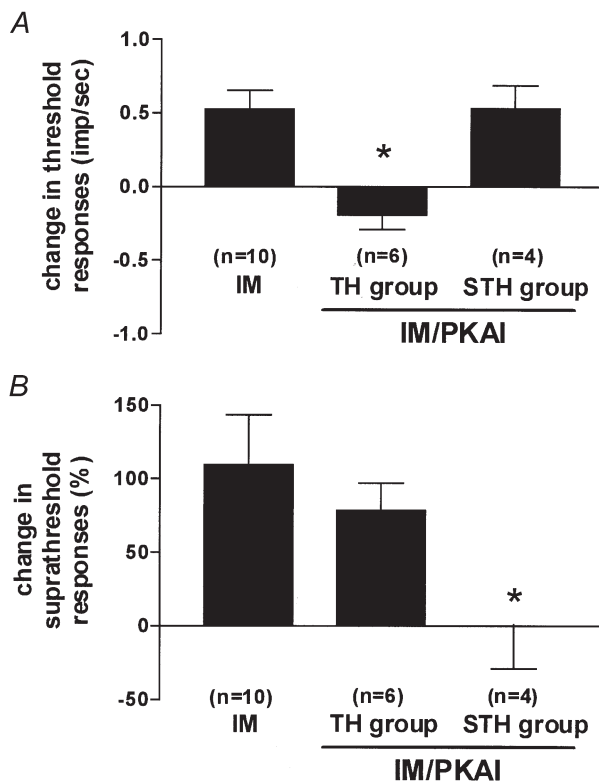 A
change in threshold
responses (imp/sec)
1.0
0.5
0.0
-0.5
-1.0
*
(n=10)
(n=6)
(n=4)
IM
TH group
STH group
IM/PKAI
B
change in
suprathreshold
responses (%)
150
100
50
0
-50
*
(n=10)
(n=6)
(n=4)
IM
TH group
STH group
IM/PKAI